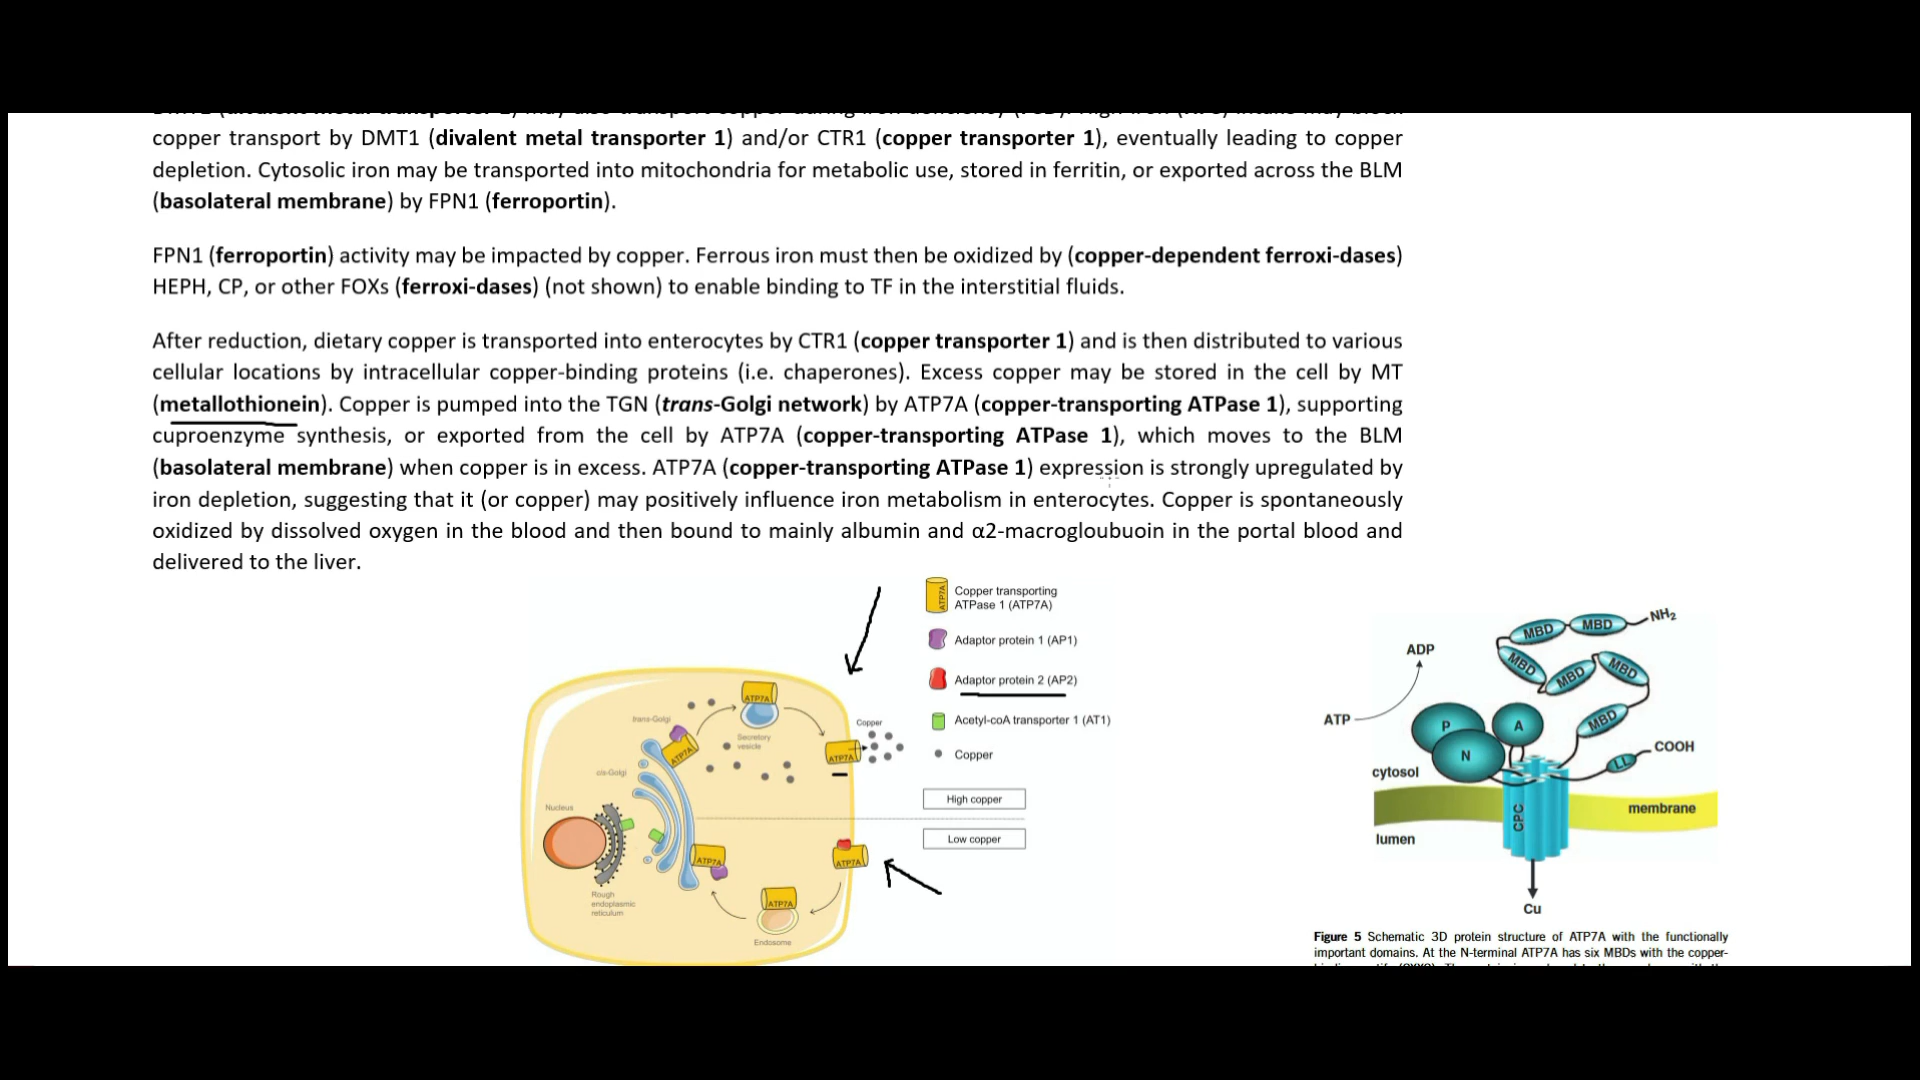 copper transport by DMT1 (divalent metal transporter 1) and/or CTR1 (copper transporter 1), eventually leading to copper
depletion. Cytosolic iron may be transported into mitochondria for metabolic use, stored in ferritin, or exported across the BLM
(basolateral membrane) by FPN1 (ferroportin).
FPN1 (ferroportin) activity may be impacted by copper. Ferrous iron must then be oxidized by (copper-dependent ferroxi-dases)
HEPH, CP, or other FOXs (ferroxi-dases) (not shown) to enable binding to TF in the interstitial fluids.
After reduction, dietary copper is transported into enterocytes by CTR1 (copper transporter 1) and is then distributed to various
cellular locations by intracellular copper-binding proteins (i.e. chaperones). Excess copper may be stored in the cell by MT
(metallothionein). Copper is pumped into the TGN (trans-Golgi network) by ATP7A (copper-transporting ATPase 1), supporting
cuproenzyme synthesis, or exported from the cell by ATP7A (copper-transporting ATPase 1), which moves to the BLM
(basolateral membrane) when copper is in excess. ATP7A (copper-transporting ATPase 1) expression is strongly upregulated by
iron depletion, suggesting that it (or copper) may positively influence iron metabolism in enterocytes. Copper is spontaneously
oxidized by dissolved oxygen in the blood and then bound to mainly albumin and α2-macrogloubuoin in the portal blood and
delivered to the liver.
ATP7A
Copper transporting
ATPase 1 (ATP7A)
Adaptor protein 1 (AP1)
Adaptor protein 2 (AP2)
Acetyl-coA transporter 1 (AT1)
Copper
High copper
Low copper
trans-Golgi
ATP7A
ATP7A
Secretory
vesicle
Copper
ATP7A
cis-Golgi
Nucleus
ATP7A
ATP7A
Rough
endoplasmic
reticulum
ATP7A
Endosome
NH2
MBD
MBD
MBD
MBD
MBD
MBD
ADP
ATP
P
A
N
COOH
LL
cytosol
CPC
membrane
lumen
Cu
Figure 5 Schematic 3D protein structure of ATP7A with the functionally
important domains. At the N-terminal ATP7A has six MBDs with the copper-